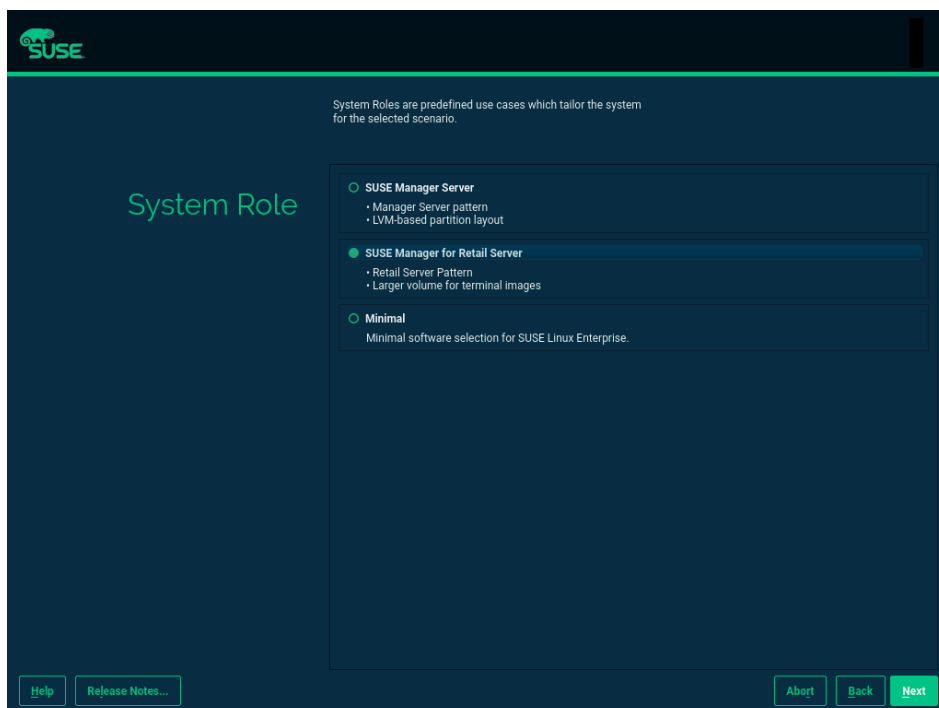 SUSE
System Roles are predefined use cases which tailor the system
for the selected scenario.
System Role
SUSE Manager Server
• Manager Server pattern
• LVM-based partition layout
SUSE Manager for Retail Server
• Retail Server Pattern
• Larger volume for terminal images
Minimal
Minimal software selection for SUSE Linux Enterprise.
Help
Release Notes...
Abort
Back
Next